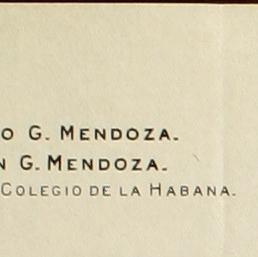 O G. MENDOZA.
N G. MENDOZA.
COLEGIO DE LA HABANA.